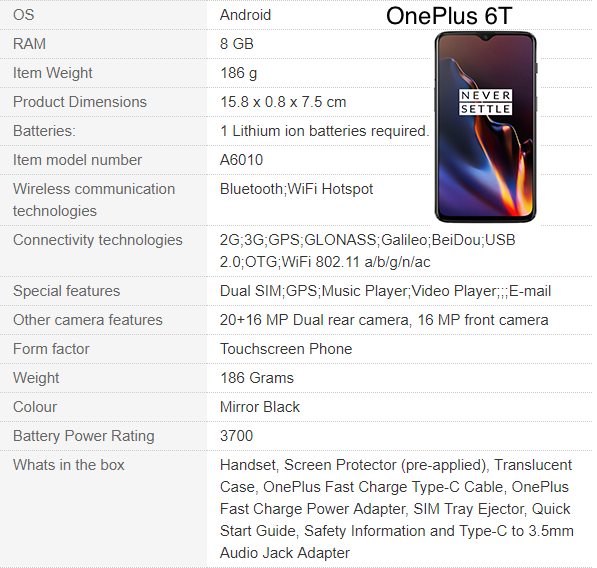 OnePlus 6T
OS Android
RAM 8 GB
NEVER
SETTLE
Item Weight 186 g
Product Dimensions 15.8 x 0.8 x 7.5 cm
Batteries: 1 Lithium ion batteries required.
Item model number A6010
Wireless communication technologies Bluetooth;WiFi Hotspot
Connectivity technologies 2G;3G;GPS;GLONASS;Galileo;BeiDou;USB
2.0;OTG;WiFi 802.11 a/b/g/n/ac
Special features Dual SIM;GPS;Music Player;Video Player;;;E-mail
Other camera features 20+16 MP Dual rear camera, 16 MP front camera
Form factor Touchscreen Phone
Weight 186 Grams
Colour Mirror Black
Battery Power Rating 3700
Whats in the box Handset, Screen Protector (pre-applied), Translucent
Case, OnePlus Fast Charge Type-C Cable, OnePlus
Fast Charge Power Adapter, SIM Tray Ejector, Quick
Start Guide, Safety Information and Type-C to 3.5mm
Audio Jack Adapter